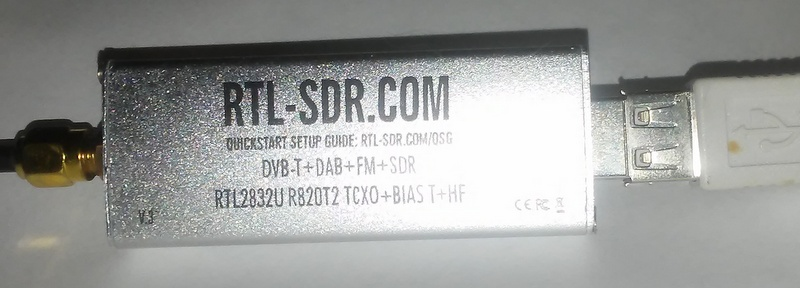 RTL-SDR.COM
QUICKSTART SETUP GUIDE: RTL-SDR.COM/QSG
DVB-T+DAB+FM+SDR
RTL2832U R820T2 TCXO+BIAS T+HF
V.3
CE FC